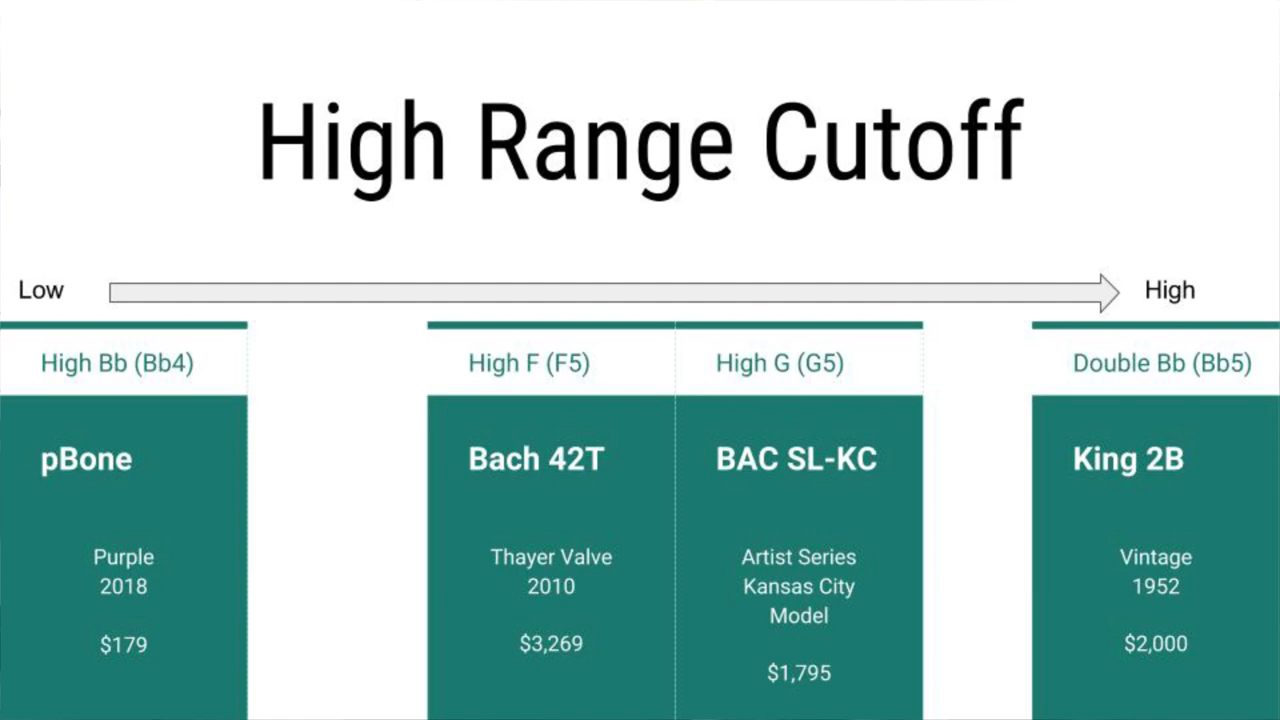 High Range Cutoff
Low
High
High Bb (Bb4)
High F (F5)
High G (G5)
Double Bb (Bb5)
pBone
Bach 42T
BAC SL-KC
King 2B
Purple
2018
$179
Thayer Valve
2010
$3,269
Artist Series
Kansas City
Model
$1,795
Vintage
1952
$2,000